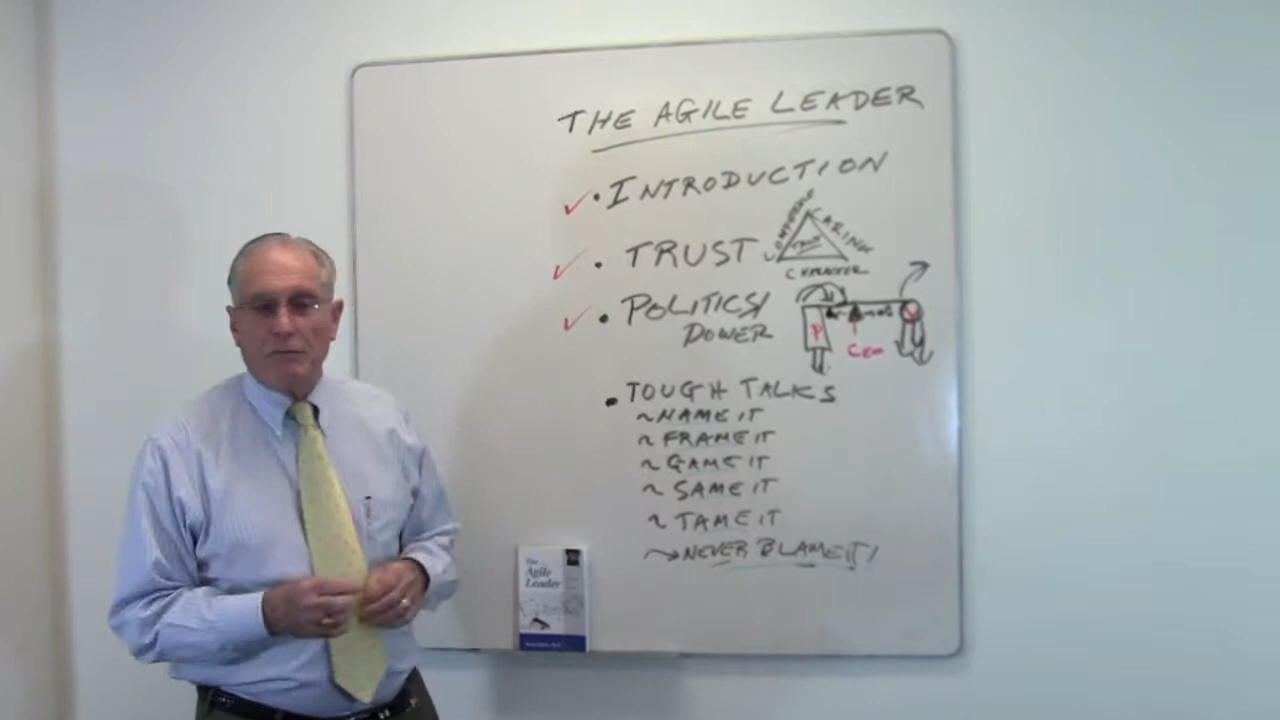 THE AGILE LEADER
✓ • INTRODUCTION
✓ • TRUST
CARING
TRUST
CHARACTER
✓ • POLITICS/
POWER
P
• TOUGH TALKS
~ NAME IT
~ FRAME IT
~ GAME IT
~ SAME IT
~ TAME IT
~> NEVER BLAME IT!
The
Agile
Leader